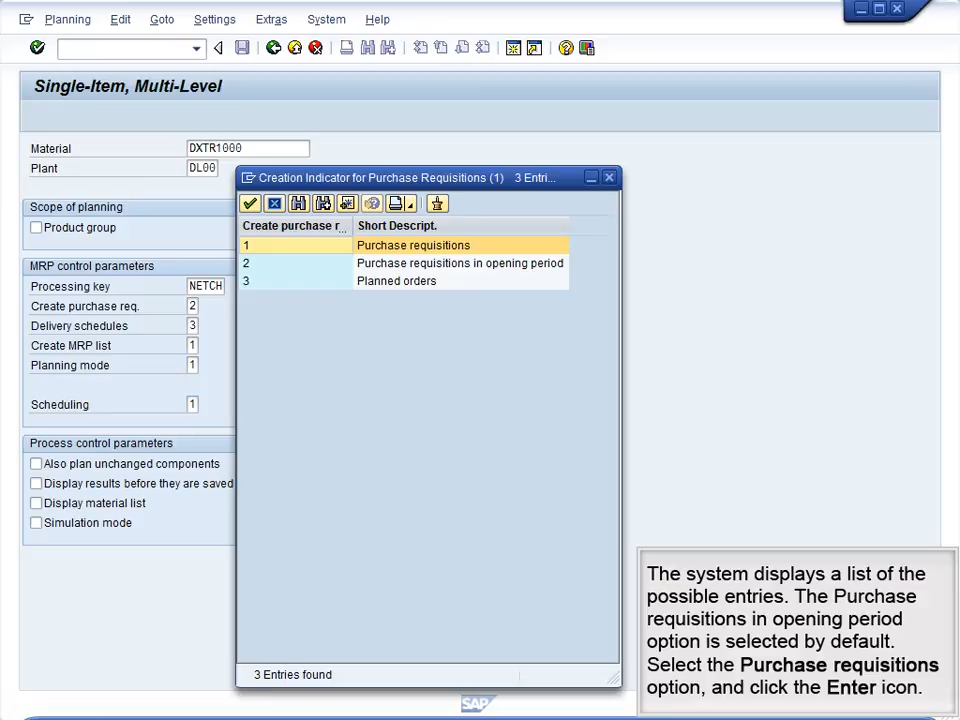 Planning Edit Goto Settings Extras System Help
Single-Item, Multi-Level
Material DXTR1000
Plant DL00
Scope of planning
Product group
MRP control parameters
Processing key NETCH
Create purchase req. 2
Delivery schedules 3
Create MRP list 1
Planning mode 1
Scheduling 1
Process control parameters
Also plan unchanged components
Display results before they are saved
Display material list
Simulation mode
Creation Indicator for Purchase Requisitions (1) 3 Entri...
Create purchase r... Short Descript.
1 Purchase requisitions
2 Purchase requisitions in opening period
3 Planned orders
3 Entries found
The system displays a list of the
possible entries. The Purchase
requisitions in opening period
option is selected by default.
Select the Purchase requisitions
option, and click the Enter icon.
SAP